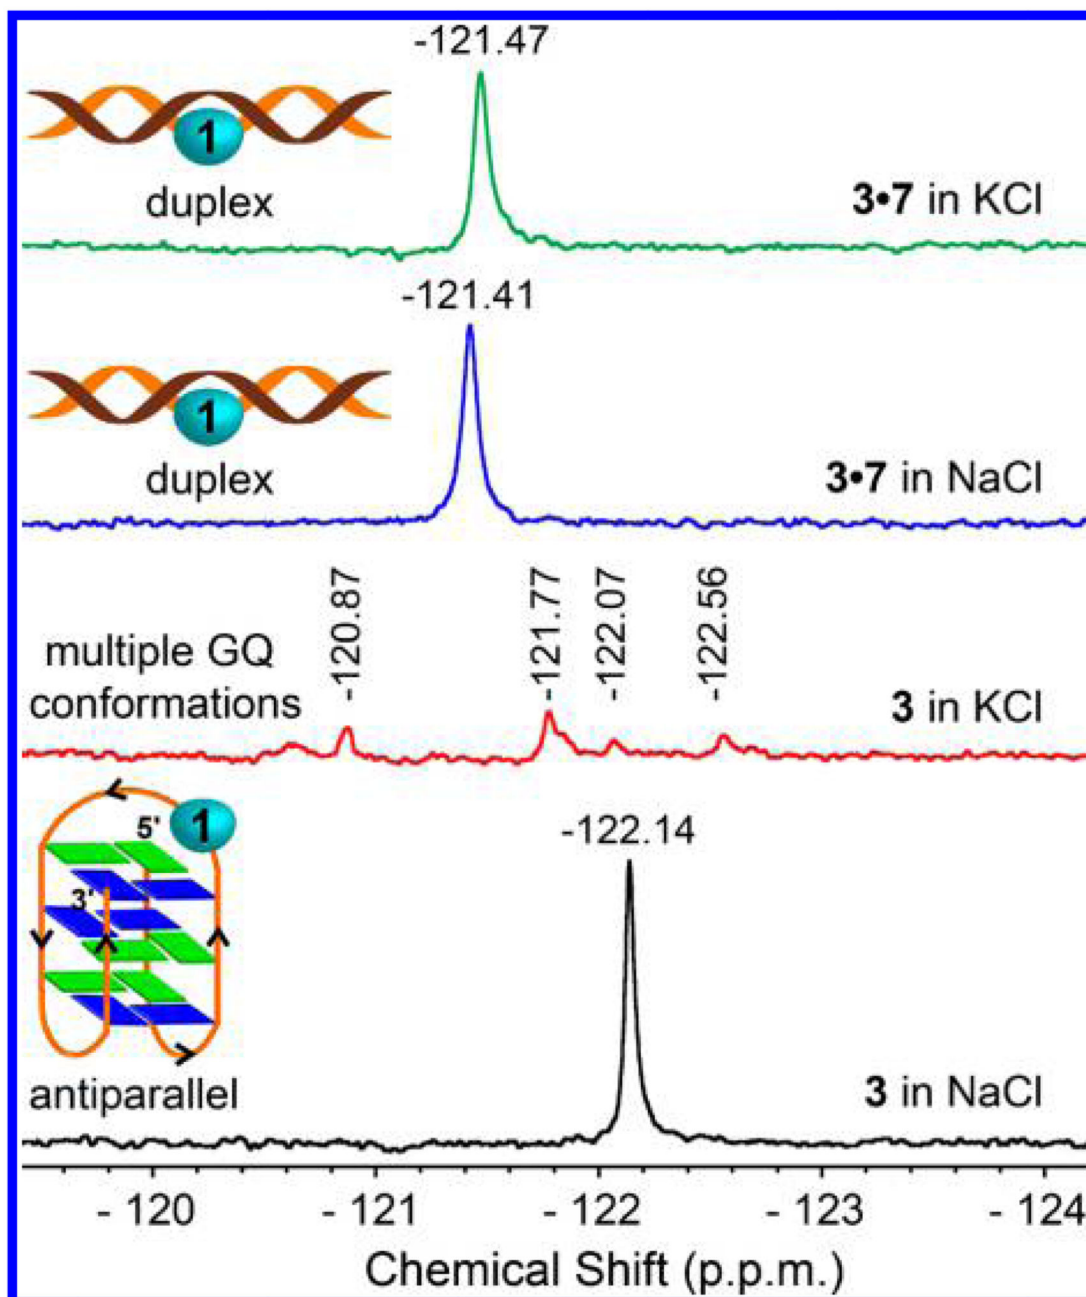 -121.47
1
duplex
3•7 in KCl
-121.41
1
duplex
3•7 in NaCl
-120.87
-121.77
-122.07
-122.56
multiple GQ
conformations
3 in KCl
5'
1
3'
-122.14
antiparallel
3 in NaCl
- 120
- 121
- 122
- 123
- 124
Chemical Shift (p.p.m.)